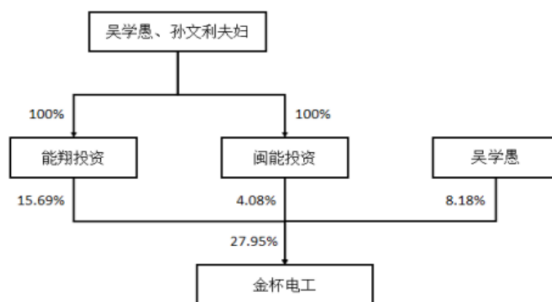 吴学愚、孙文利夫妇
100%
100%
能翔投资
闽能投资
吴学愚
15.69%
4.08%
8.18%
27.95%
金杯电工